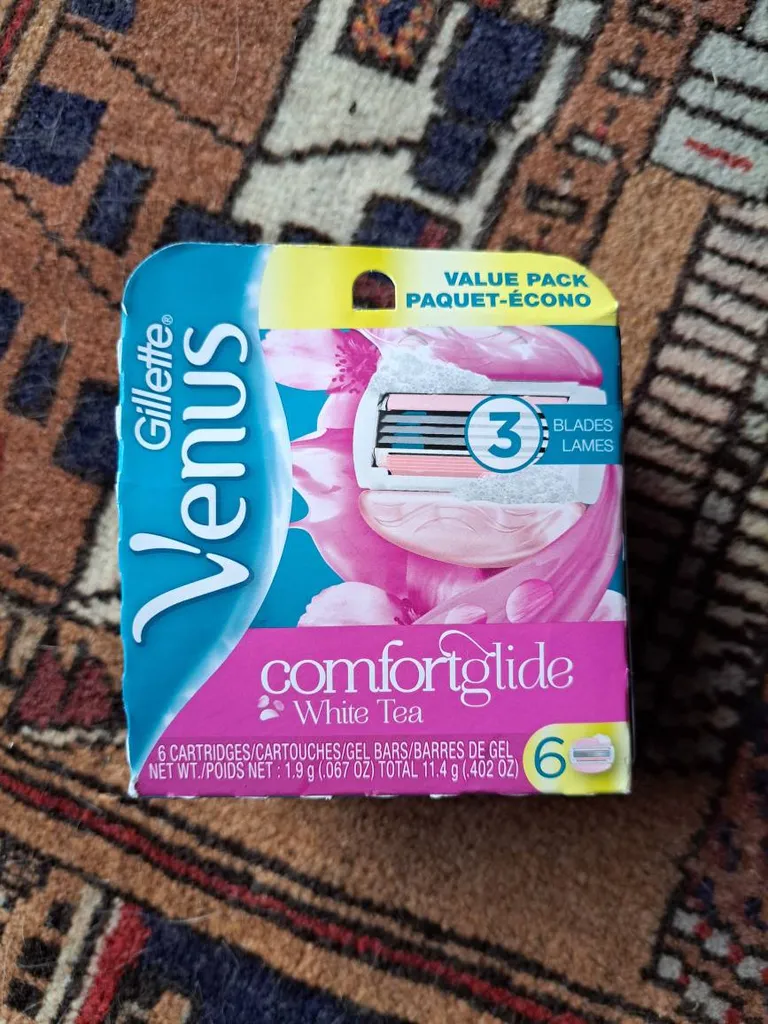 VALUE PACK
PAQUET-ÉCONO
Gillette®
Venus
3
BLADES
LAMES
comfortglide
White Tea
6 CARTRIDGES/CARTOUCHES/GEL BARS/BARRES DE GEL
NET WT./POIDS NET : 1.9 g (.067 OZ) TOTAL 11.4 g (.402 OZ)
6